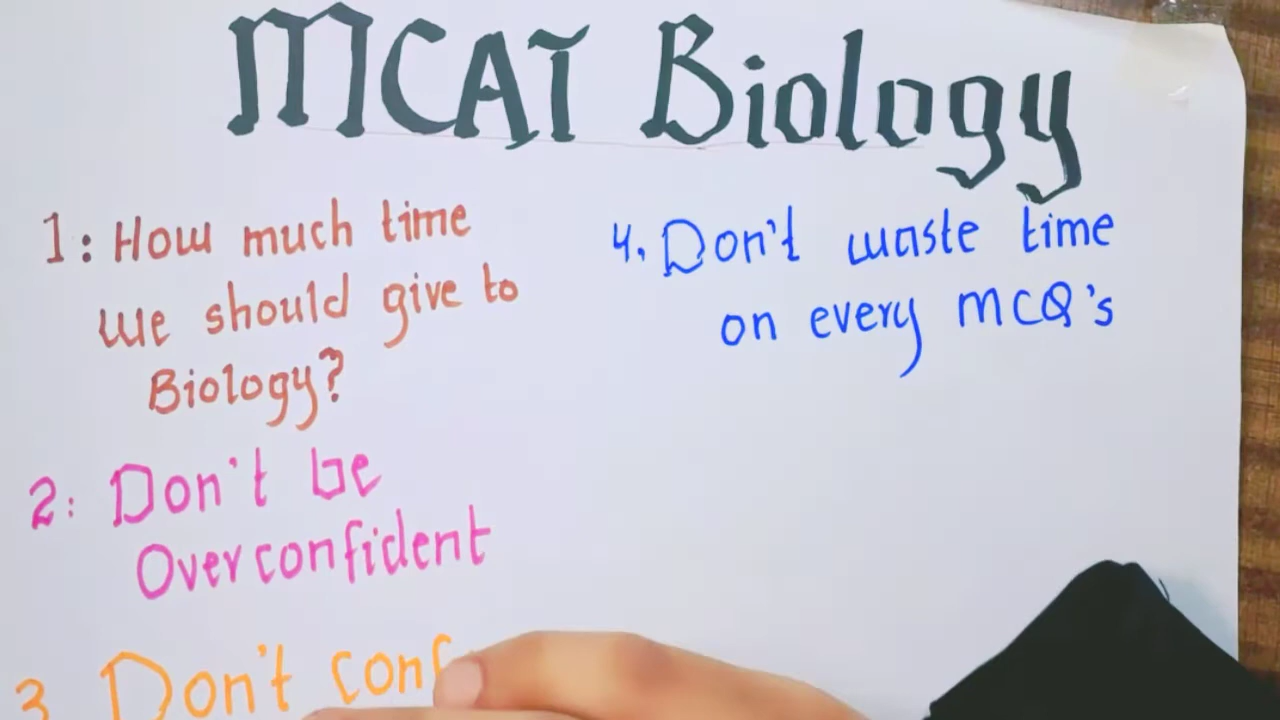 MCAT Biology
1: How much time
We should give to
Biology?
2: Don't be
Overconfident
3 Don't conf
4. Don't waste time
on every MCQ's